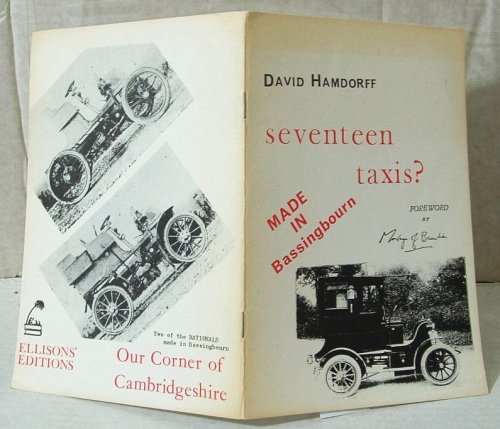 DAVID HAMDORFF
seventeen
taxis?
MADE
IN
Bassingbourn
FOREWORD
BY
Two of the RATIONALS
made in Bassingbourn
ELLISONS'
EDITIONS
Our Corner of
Cambridgeshire